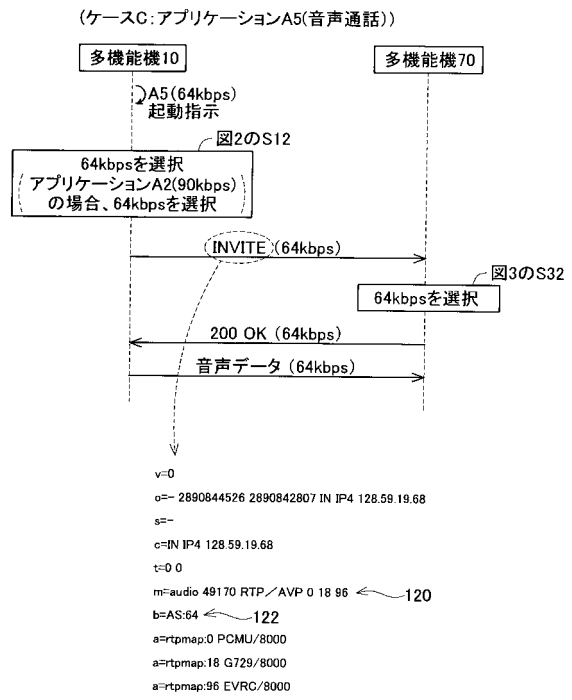 (ケースC:アプリケーションA5(音声通話))
多機能機10
多機能機70
A5(64kbps)
起動指示
図2のS12
64kbpsを選択
(アプリケーションA2(90kbps)
の場合、64kbpsを選択)
INVITE (64kbps)
図3のS32
64kbpsを選択
200 OK (64kbps)
音声データ (64kbps)
v=0
o=- 2890844526 2890842807 IN IP4 128.59.19.68
s=-
c=IN IP4 128.59.19.68
t=0 0
m=audio 49170 RTP/AVP 0 18 96 120
b=AS:64 122
a=rtpmap:0 PCMU/8000
a=rtpmap:18 G729/8000
a=rtpmap:96 EVRC/8000